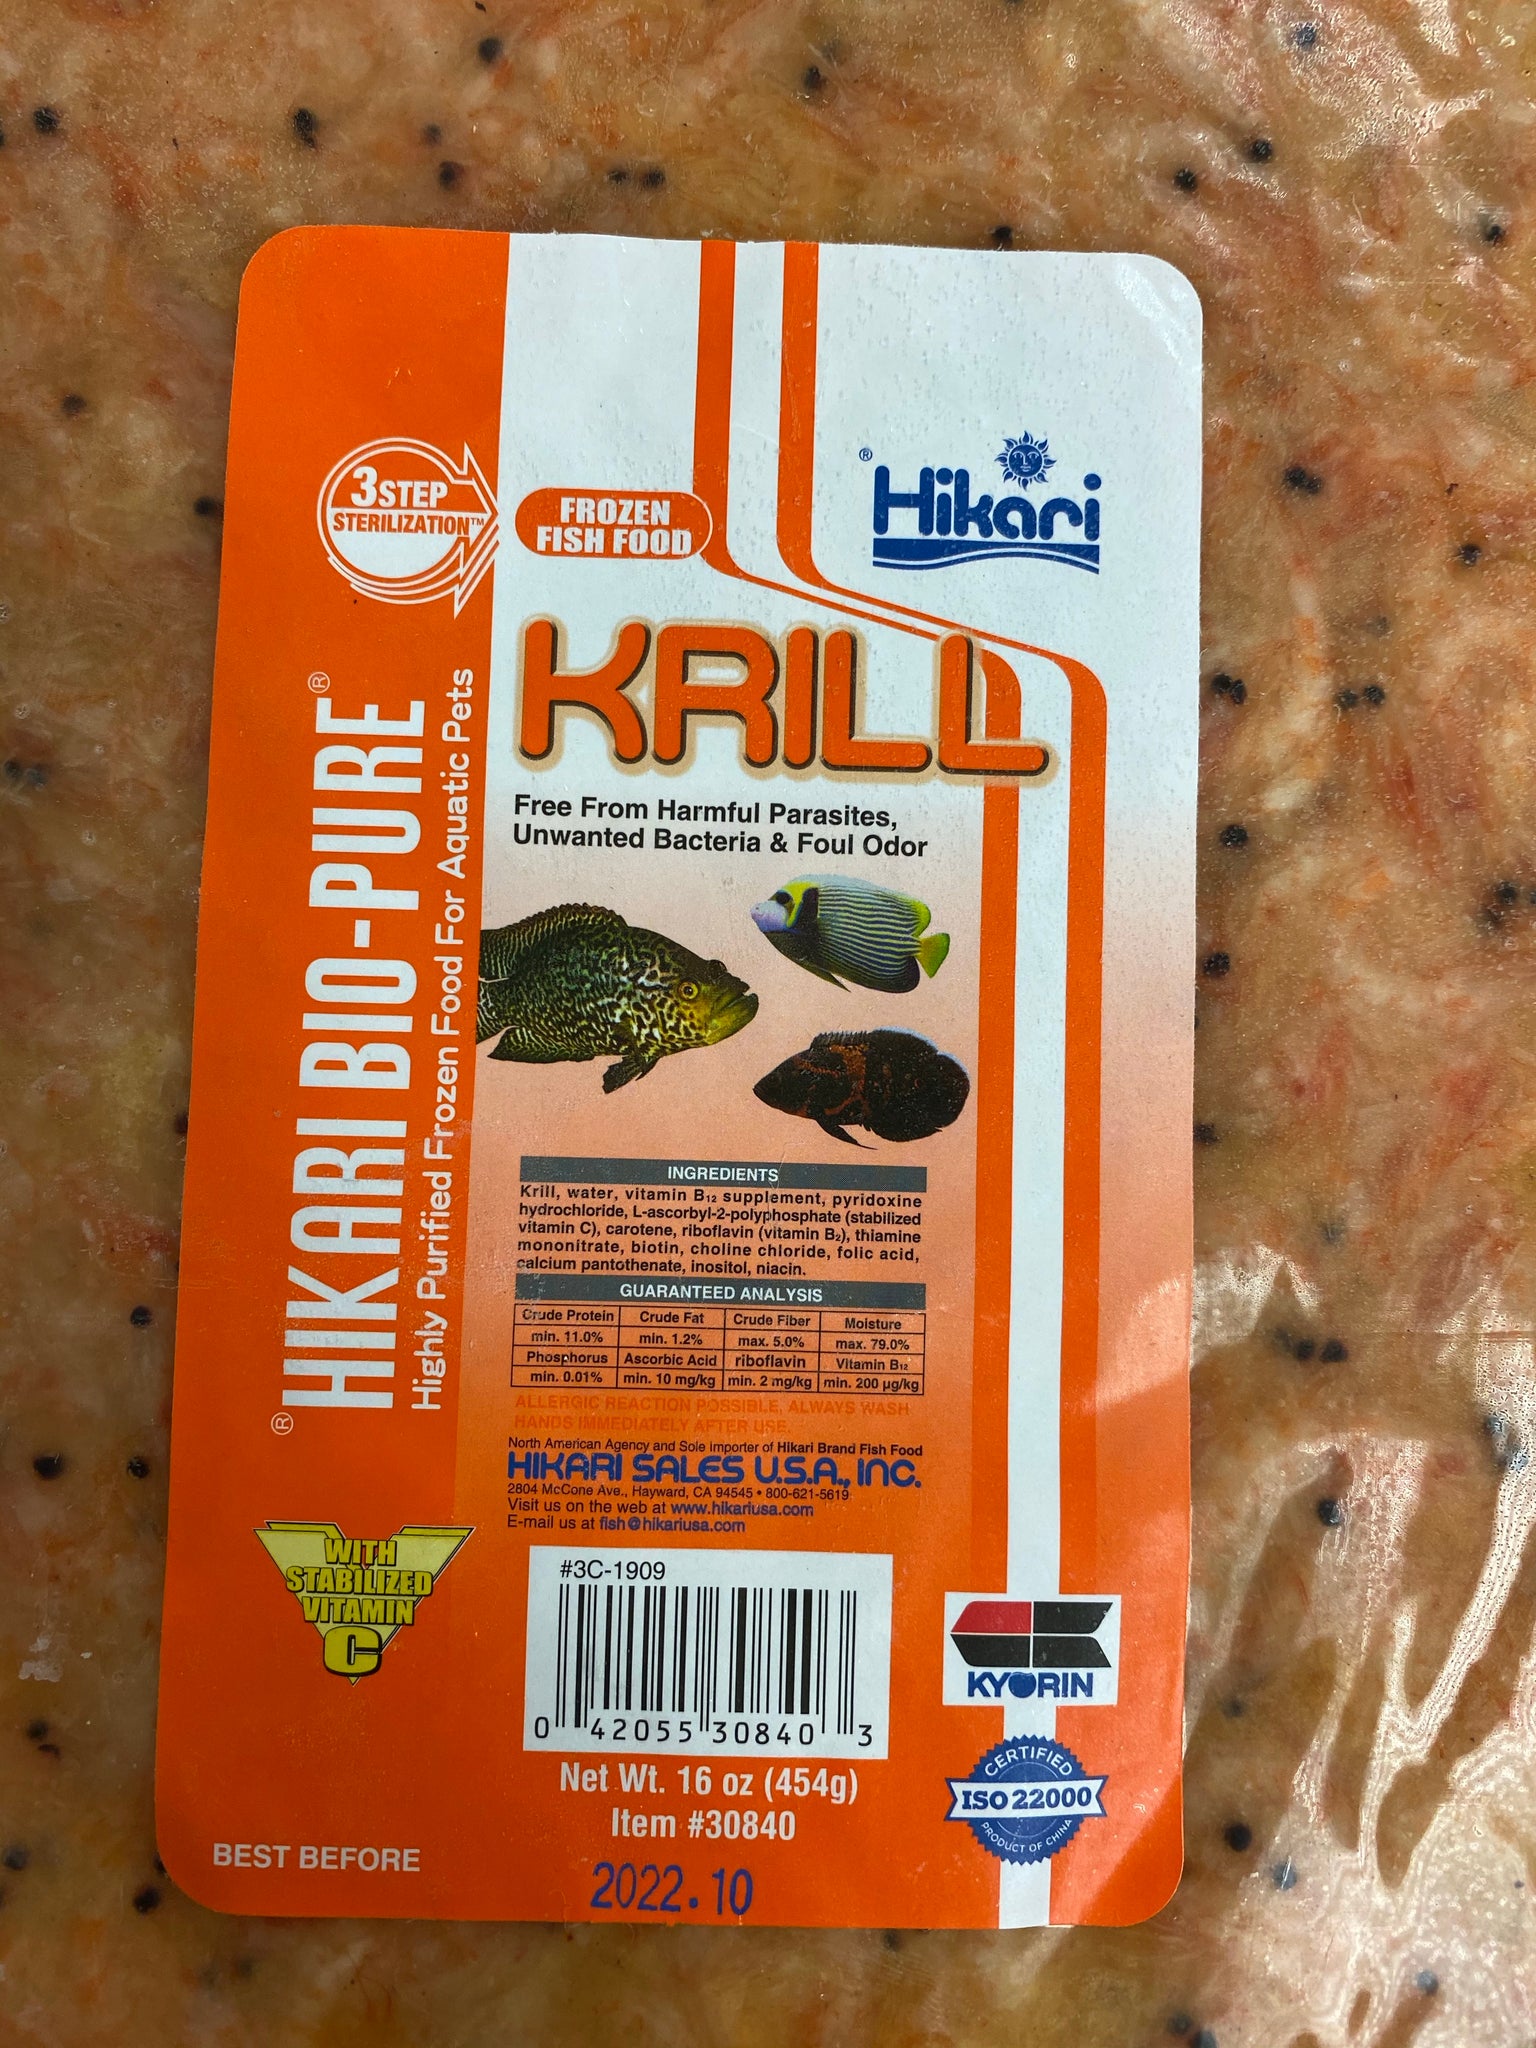 3STEP
STERILIZATION™
FROZEN
FISH FOOD
® Hikari
KRILL
Free From Harmful Parasites,
Unwanted Bacteria & Foul Odor
®HIKARI BIO-PURE®
Highly Purified Frozen Food For Aquatic Pets
INGREDIENTS
Krill, water, vitamin B₁₂ supplement, pyridoxine
hydrochloride, L-ascorbyl-2-polyphosphate (stabilized
vitamin C), carotene, riboflavin (vitamin B₂), thiamine
mononitrate, biotin, choline chloride, folic acid,
calcium pantothenate, inositol, niacin.
GUARANTEED ANALYSIS
Crude Protein Crude Fat Crude Fiber Moisture
min. 11.0% min. 1.2% max. 5.0% max. 79.0%
Phosphorus Ascorbic Acid riboflavin Vitamin B₁₂
min. 0.01% min. 10 mg/kg min. 2 mg/kg min. 200 µg/kg
ALLERGIC REACTION POSSIBLE, ALWAYS WASH
HANDS IMMEDIATELY AFTER USE.
North American Agency and Sole importer of Hikari Brand Fish Food
HIKARI SALES U.S.A., INC.
2804 McCone Ave., Hayward, CA 94545 • 800-621-5619
Visit us on the web at www.hikariusa.com
E-mail us at fish@hikariusa.com
WITH
STABILIZED
VITAMIN
C
#3C-1909
0 42055 30840 3
KYORIN
Net Wt. 16 oz (454g)
Item #30840
CERTIFIED
ISO 22000
PRODUCT OF CHINA
BEST BEFORE
2022.10